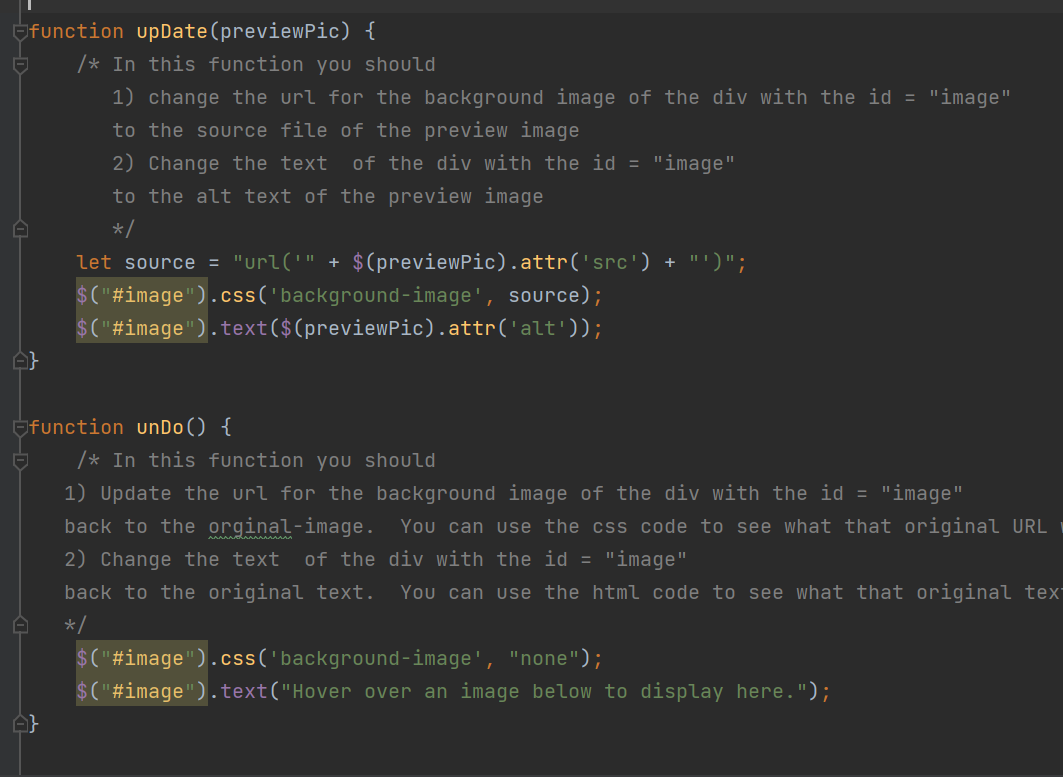 function upDate(previewPic) {
/* In this function you should
1) change the url for the background image of the div with the id = "image"
to the source file of the preview image
2) Change the text  of the div with the id = "image"
to the alt text of the preview image
*/
let source = "url('" + $(previewPic).attr('src') + "')";
$("#image").css('background-image', source);
$("#image").text($(previewPic).attr('alt'));
}
function unDo() {
/* In this function you should
1) Update the url for the background image of the div with the id = "image"
back to the orginal-image.  You can use the css code to see what that original URL
2) Change the text  of the div with the id = "image"
back to the original text.  You can use the html code to see what that original
*/
$("#image").css('background-image', "none");
$("#image").text("Hover over an image below to display here.");
}